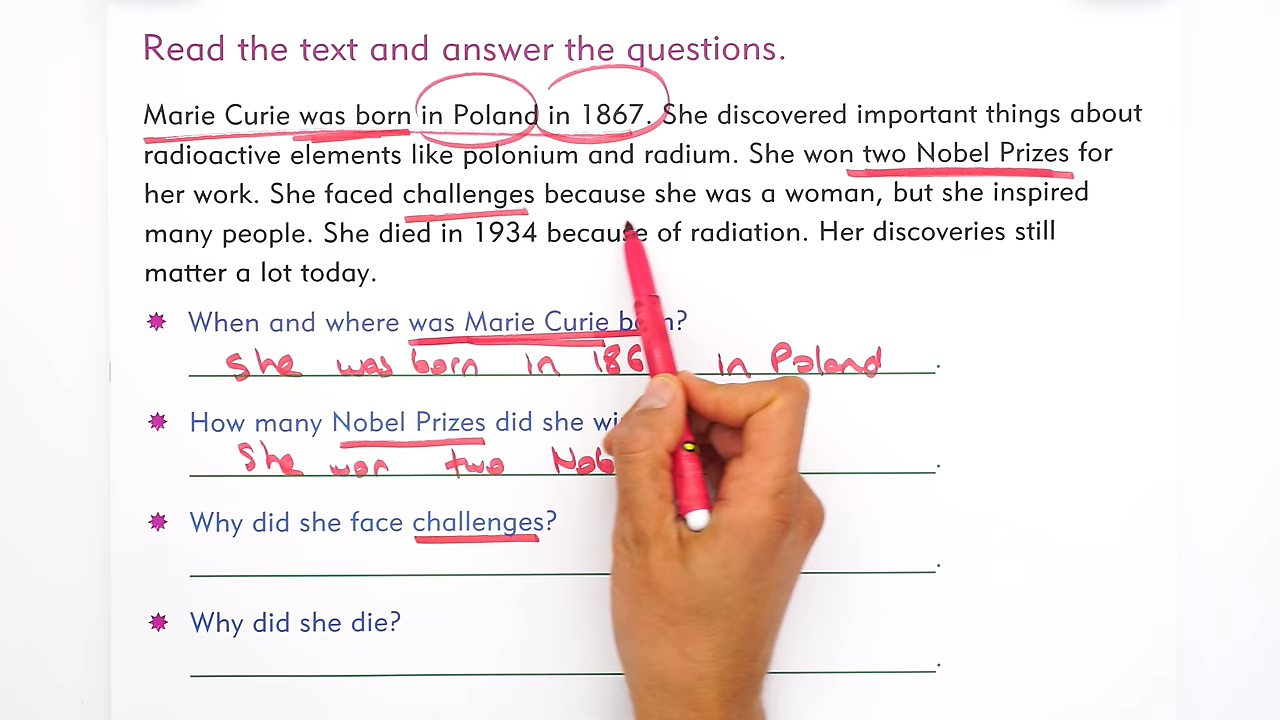 Read the text and answer the questions.
Marie Curie was born in Poland in 1867. She discovered important things about
radioactive elements like polonium and radium. She won two Nobel Prizes for
her work. She faced challenges because she was a woman, but she inspired
many people. She died in 1934 because of radiation. Her discoveries still
matter a lot today.
When and where was Marie Curie born?
She was born in 186 in Poland.
How many Nobel Prizes did she
She won two .
Why did she face challenges?
Why did she die?